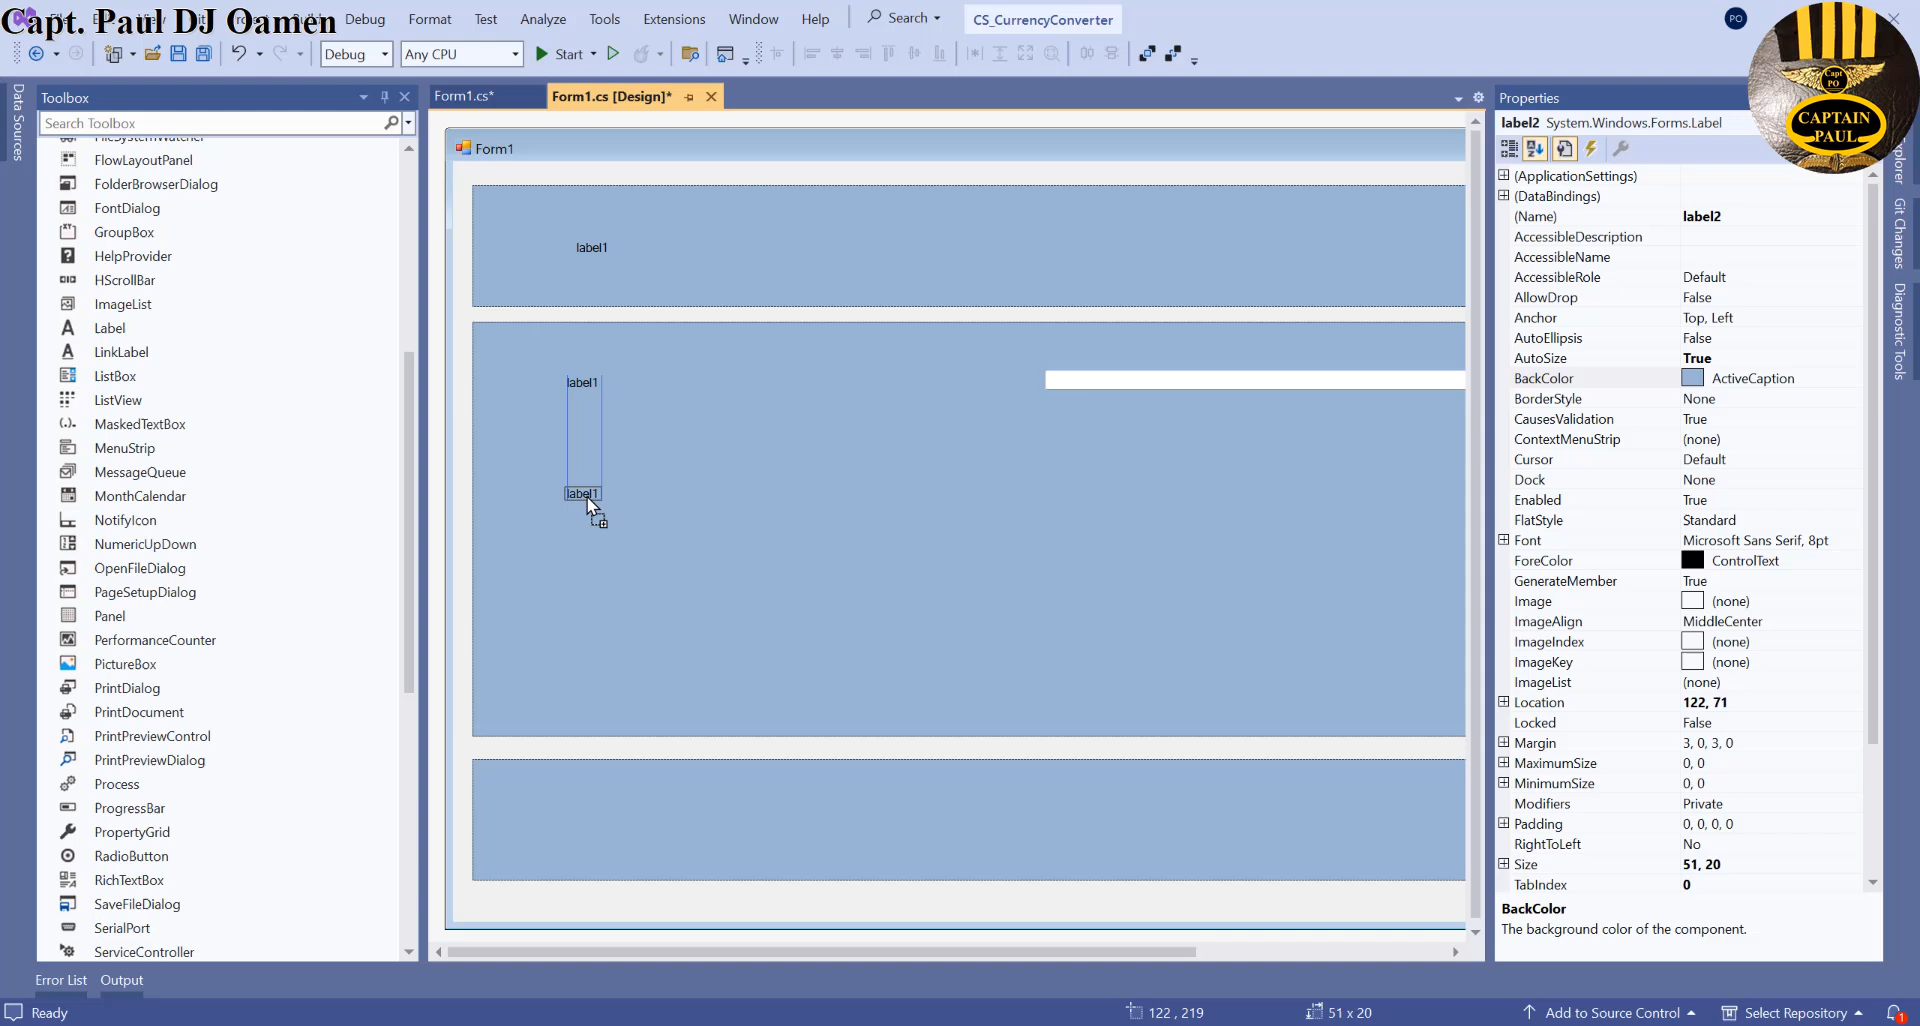 Capt. Paul DJ Oamen
Debug Format Test Analyze Tools Extensions Window Help Search CS_CurrencyConverter PO
Debug Any CPU Start
Capt
PO
CAPTAIN
PAUL
Data Sources
Toolbox
Search Toolbox
FileSystemWatcher
FlowLayoutPanel
FolderBrowserDialog
FontDialog
GroupBox
HelpProvider
HScrollBar
ImageList
Label
LinkLabel
ListBox
ListView
MaskedTextBox
MenuStrip
MessageQueue
MonthCalendar
NotifyIcon
NumericUpDown
OpenFileDialog
PageSetupDialog
Panel
PerformanceCounter
PictureBox
PrintDialog
PrintDocument
PrintPreviewControl
PrintPreviewDialog
Process
ProgressBar
PropertyGrid
RadioButton
RichTextBox
SaveFileDialog
SerialPort
ServiceController
Form1.cs* Form1.cs [Design]*
Form1
label1
label1
label1
Properties
label2 System.Windows.Forms.Label
(ApplicationSettings)
(DataBindings)
(Name) label2
AccessibleDescription
AccessibleName
AccessibleRole Default
AllowDrop False
Anchor Top, Left
AutoEllipsis False
AutoSize True
BackColor ActiveCaption
BorderStyle None
CausesValidation True
ContextMenuStrip (none)
Cursor Default
Dock None
Enabled True
FlatStyle Standard
Font Microsoft Sans Serif, 8pt
ForeColor ControlText
GenerateMember True
Image (none)
ImageAlign MiddleCenter
ImageIndex (none)
ImageKey (none)
ImageList (none)
Location 122, 71
Locked False
Margin 3, 0, 3, 0
MaximumSize 0, 0
MinimumSize 0, 0
Modifiers Private
Padding 0, 0, 0, 0
RightToLeft No
Size 51, 20
TabIndex 0
BackColor
The background color of the component.
Explorer
Git Changes
Diagnostic Tools
Error List Output
Ready 122 , 219 51 x 20 Add to Source Control Select Repository 1